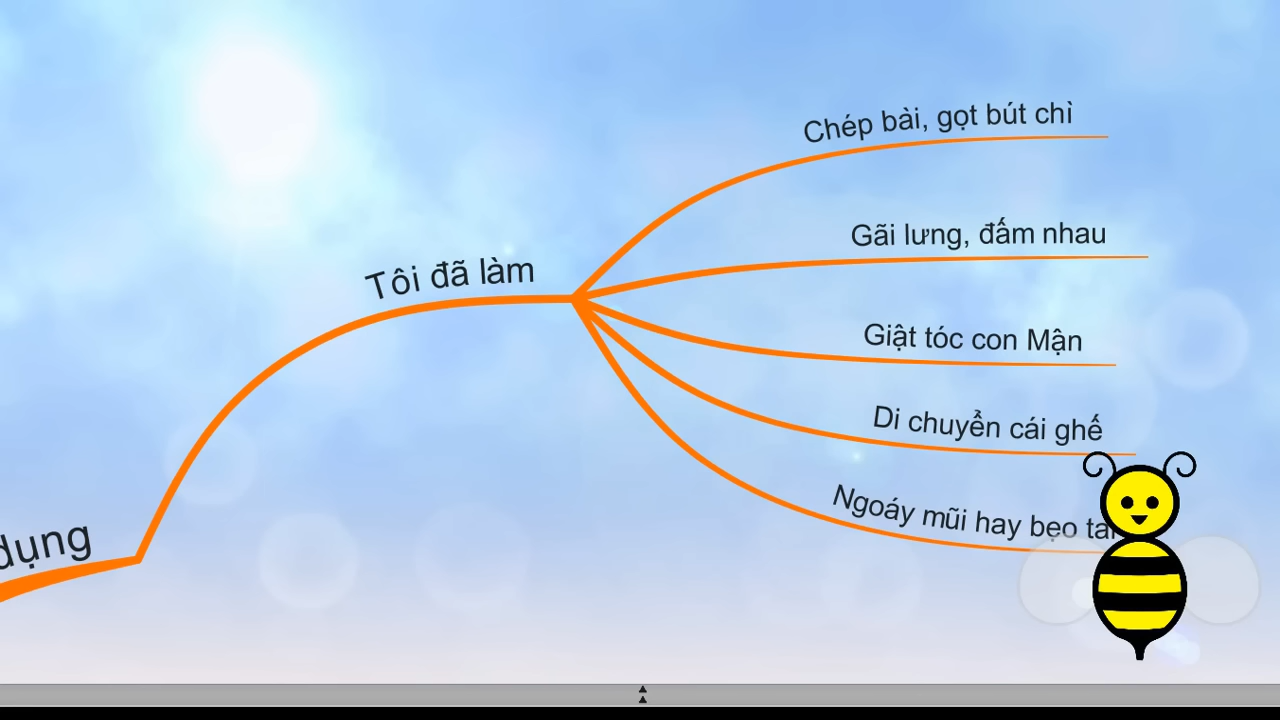 Chép bài, gọt bút chì
Gãi lưng, đấm nhau
Tôi đã làm
Giật tóc con Mận
Di chuyển cái ghế
Ngoáy mũi hay bẹo
dụng